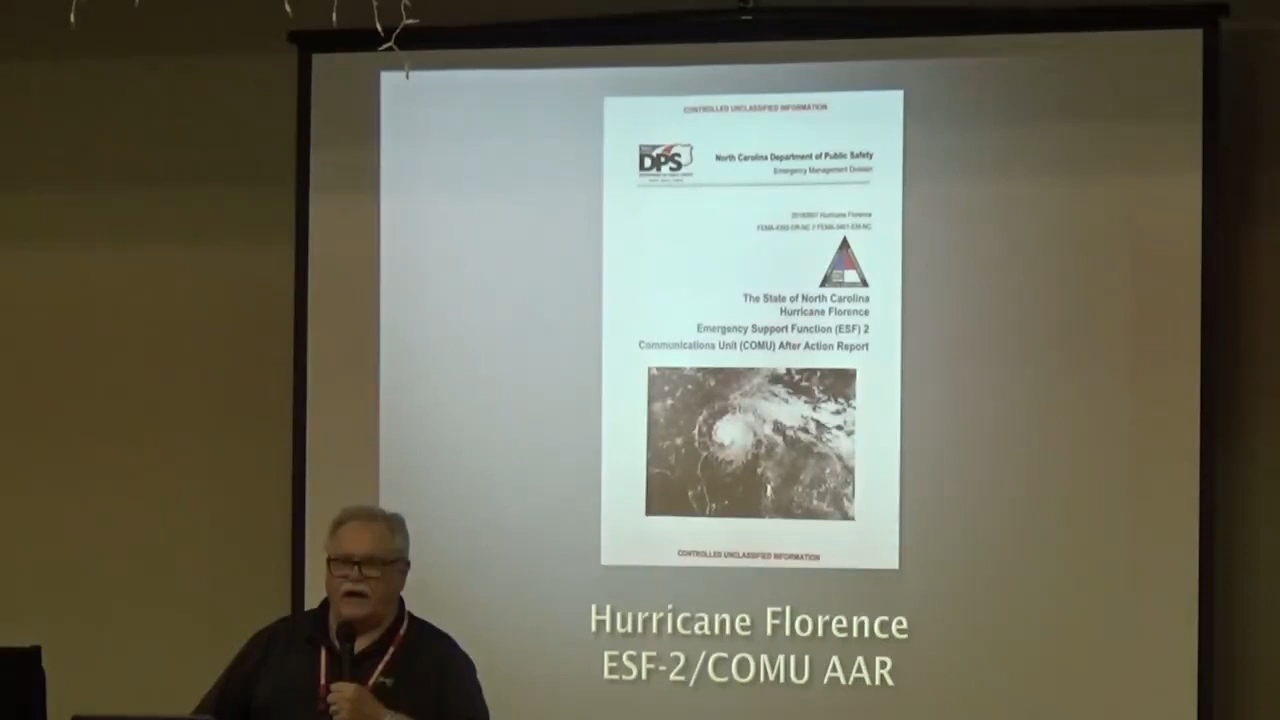 CONTROLLED UNCLASSIFIED INFORMATION
DPS
North Carolina Department of Public Safety
Emergency Management Division
Hurricane Florence
The State of North Carolina
Hurricane Florence
Emergency Support Function (ESF) 2
Communications Unit (COMU) After Action Report
CONTROLLED UNCLASSIFIED INFORMATION
Hurricane Florence
ESF-2/COMU AAR